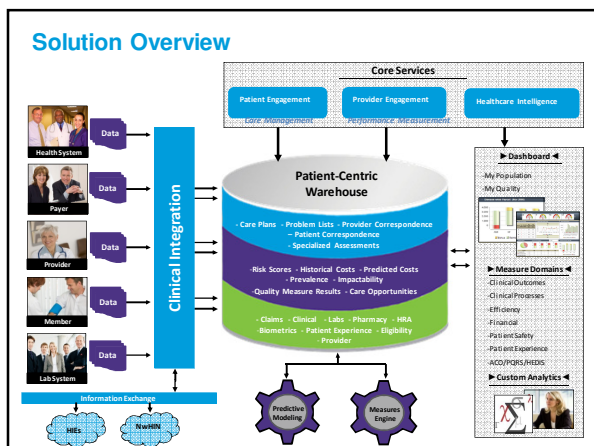 Solution Overview
Core Services
Patient Engagement
Provider Engagement
Healthcare Intelligence
Care Management
Performance Measurement
Data
Health System
Data
Payer
Data
Provider
Data
Member
Data
Lab System
Clinical Integration
Information Exchange
HIEs
NwHIN
Patient-Centric
Warehouse
- Care Plans - Problem Lists - Provider Correspondence
- Patient Correspondence
- Specialized Assessments
-Risk Scores - Historical Costs - Predicted Costs
- Prevalence - Impactability
-Quality Measure Results - Care Opportunities
- Claims - Clinical - Labs - Pharmacy - HRA
-Biometrics - Patient Experience - Eligibility
- Provider
Predictive
Modeling
Measures
Engine
►Dashboard◄
-My Population
-My Quality
►Measure Domains◄
-Clinical Outcomes
-Clinical Processes
-Efficiency
-Financial
-Patient Safety
-Patient Experience
-ACO/PQRS/HEDIS
►Custom Analytics◄